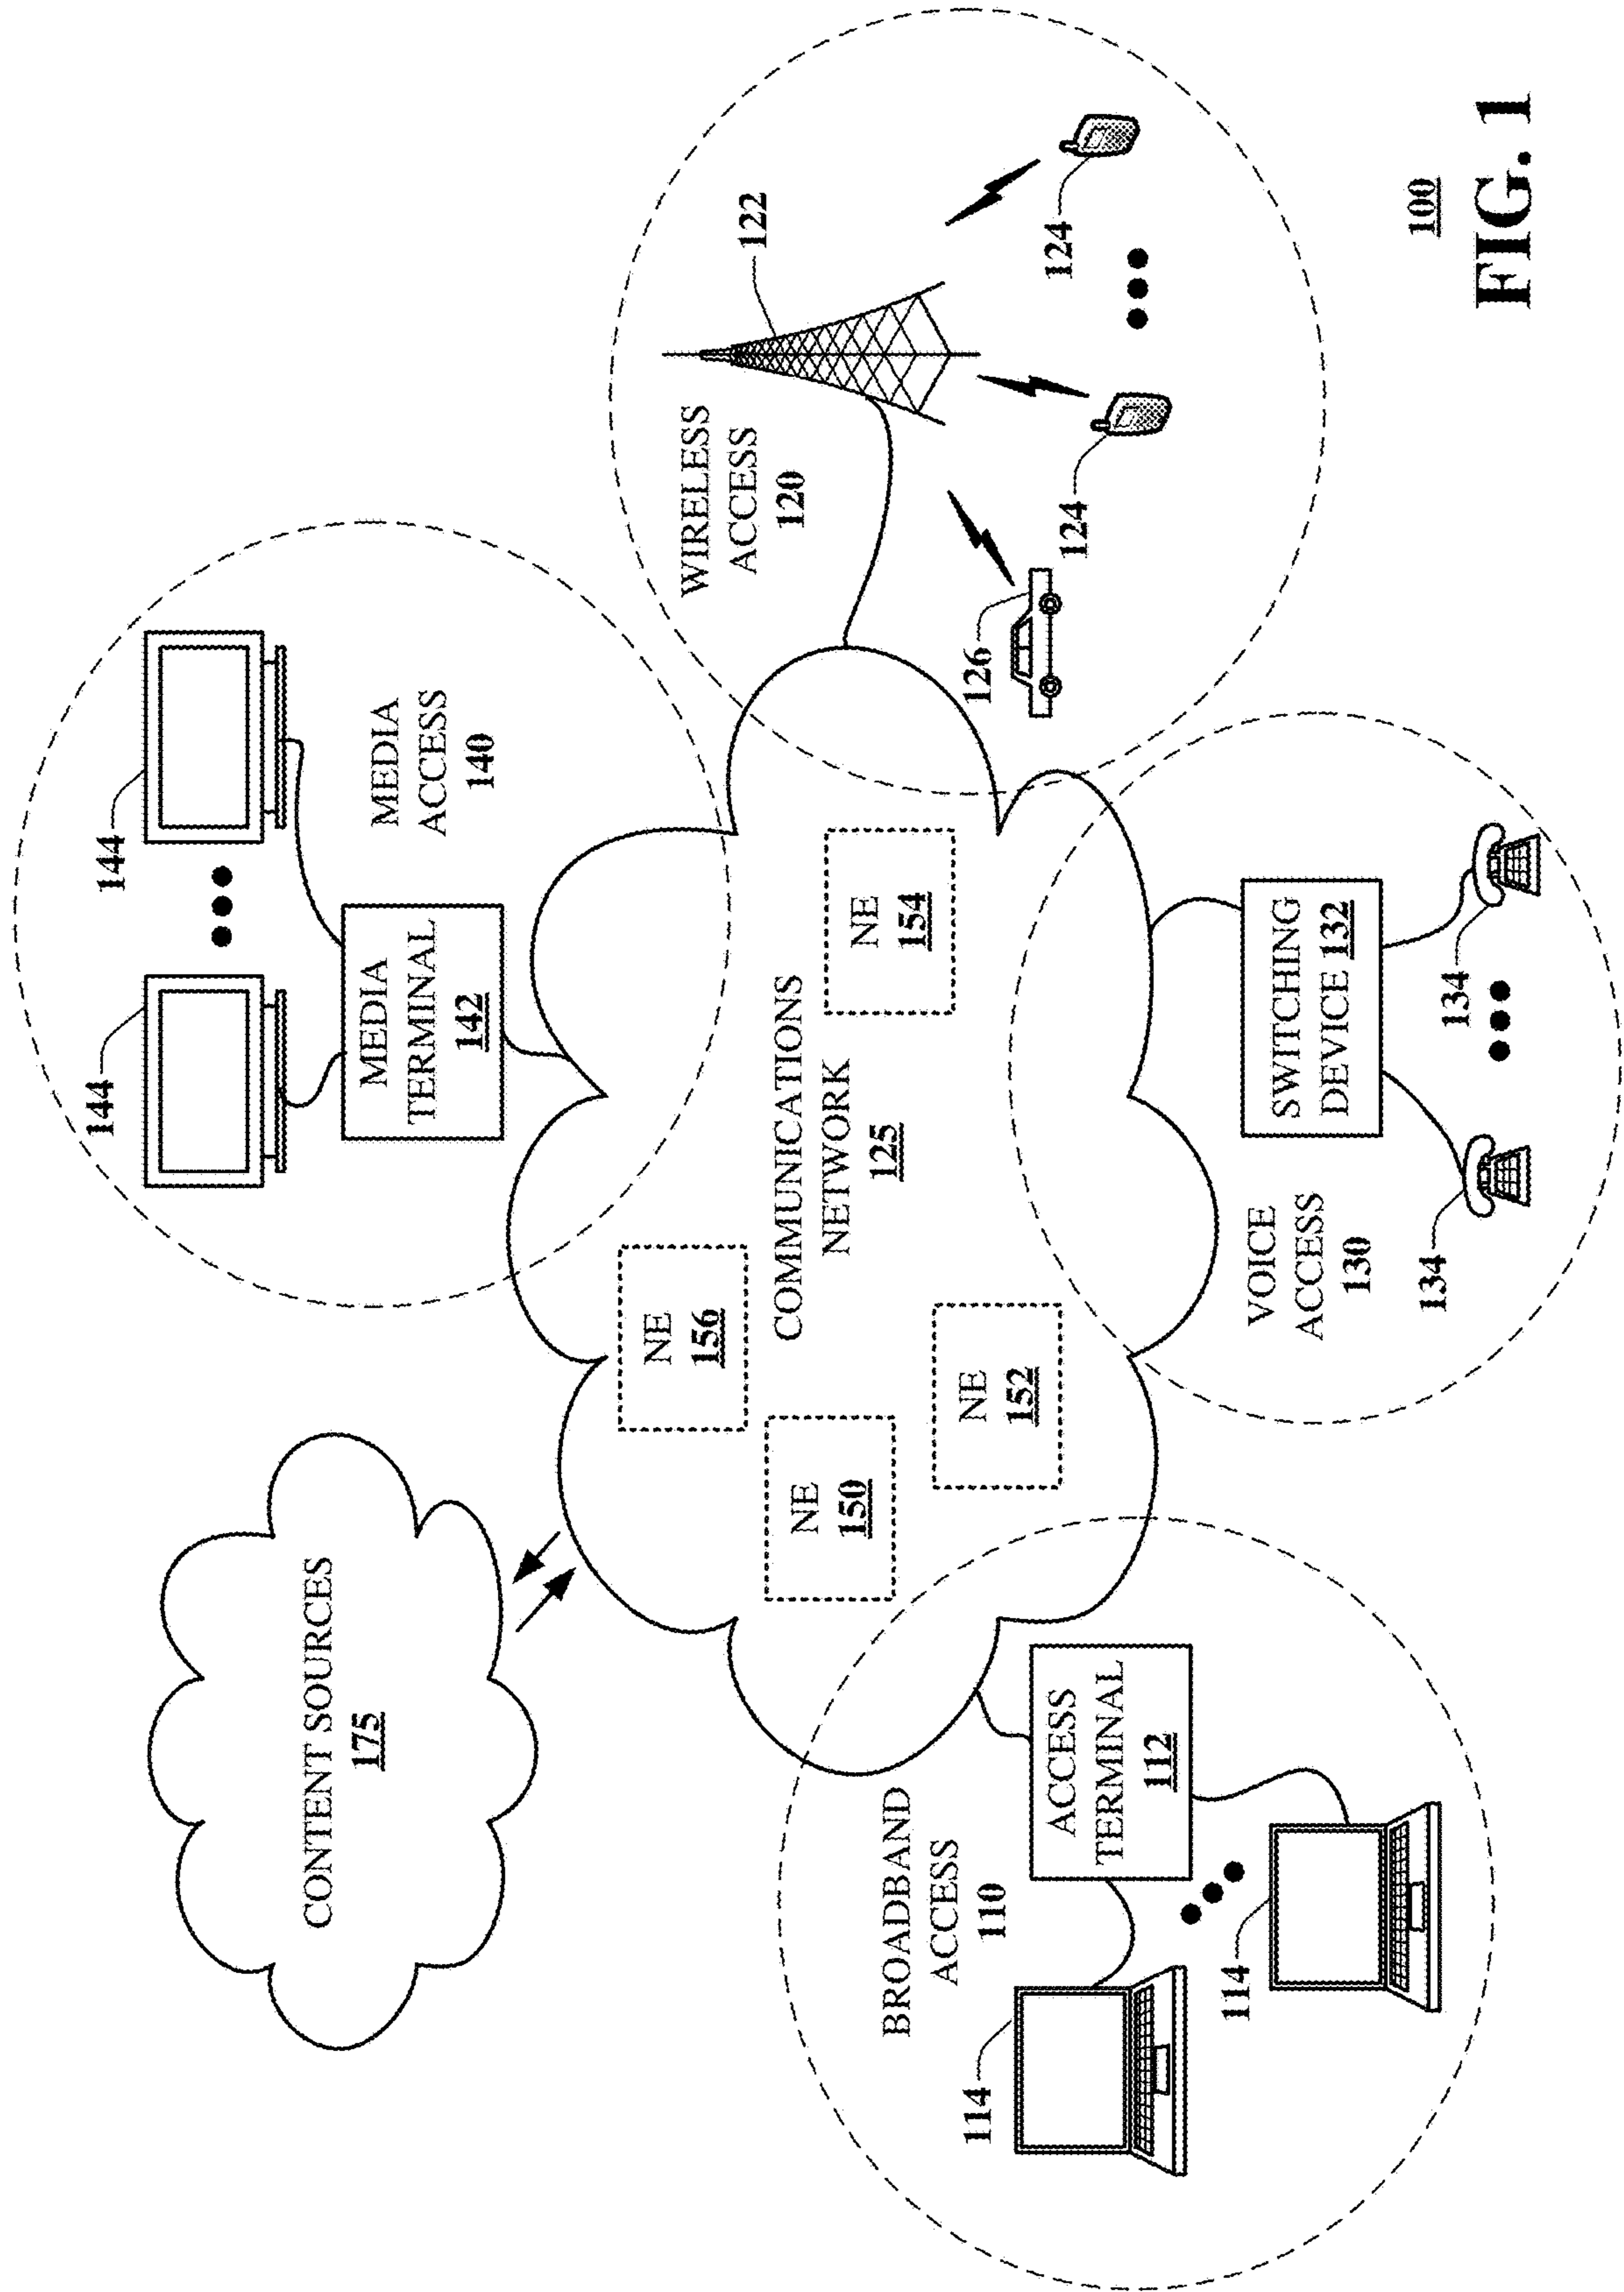 CONTENT SOURCES
175
144
144
MEDIA
TERMINAL
142
MEDIA
ACCESS
140
NE
156
NE
150
NE
152
NE
154
COMMUNICATIONS
NETWORK
125
WIRELESS
ACCESS
120
122
126
124
124
BROADBAND
ACCESS
110
ACCESS
TERMINAL
112
114
114
VOICE
ACCESS
130
SWITCHING
DEVICE 132
134
134
100
FIG. 1